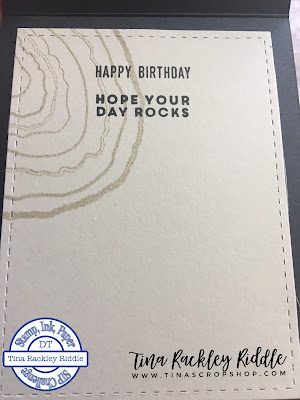 HAPPY BIRTHDAY
HOPE YOUR
DAY ROCKS
Stamp, Ink, Paper
DT
Tina Rackley Riddle
SIP Challenge
Tina Rackley Riddle
WWW.TINASCROPSHOP.COM